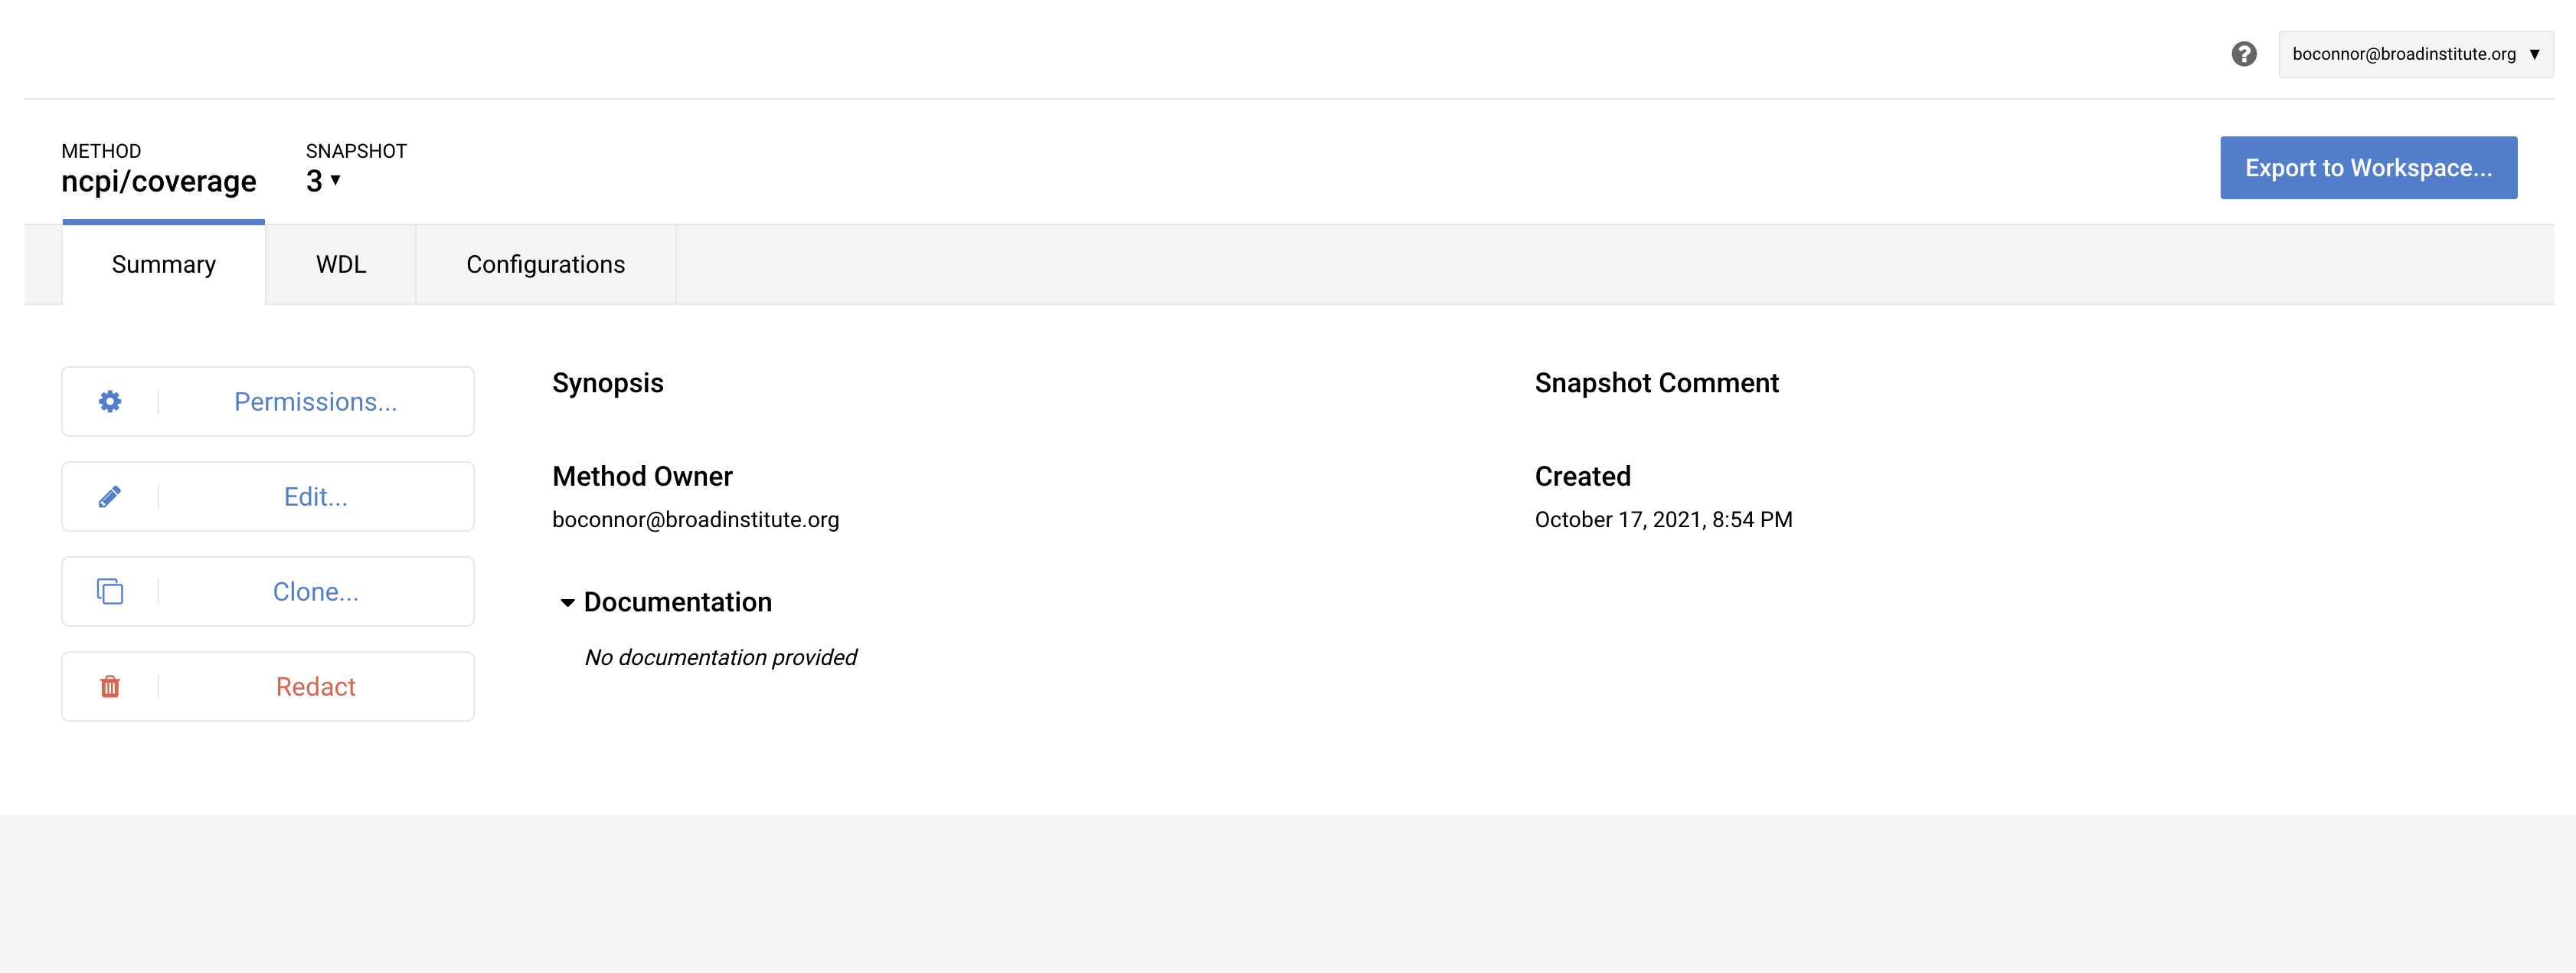 boconnor@broadinstitute.org
METHOD
ncpi/coverage
SNAPSHOT
3
Export to Workspace...
Summary
WDL
Configurations
Permissions...
Edit...
Clone...
Redact
Synopsis
Method Owner
boconnor@broadinstitute.org
Documentation
No documentation provided
Snapshot Comment
Created
October 17, 2021, 8:54 PM